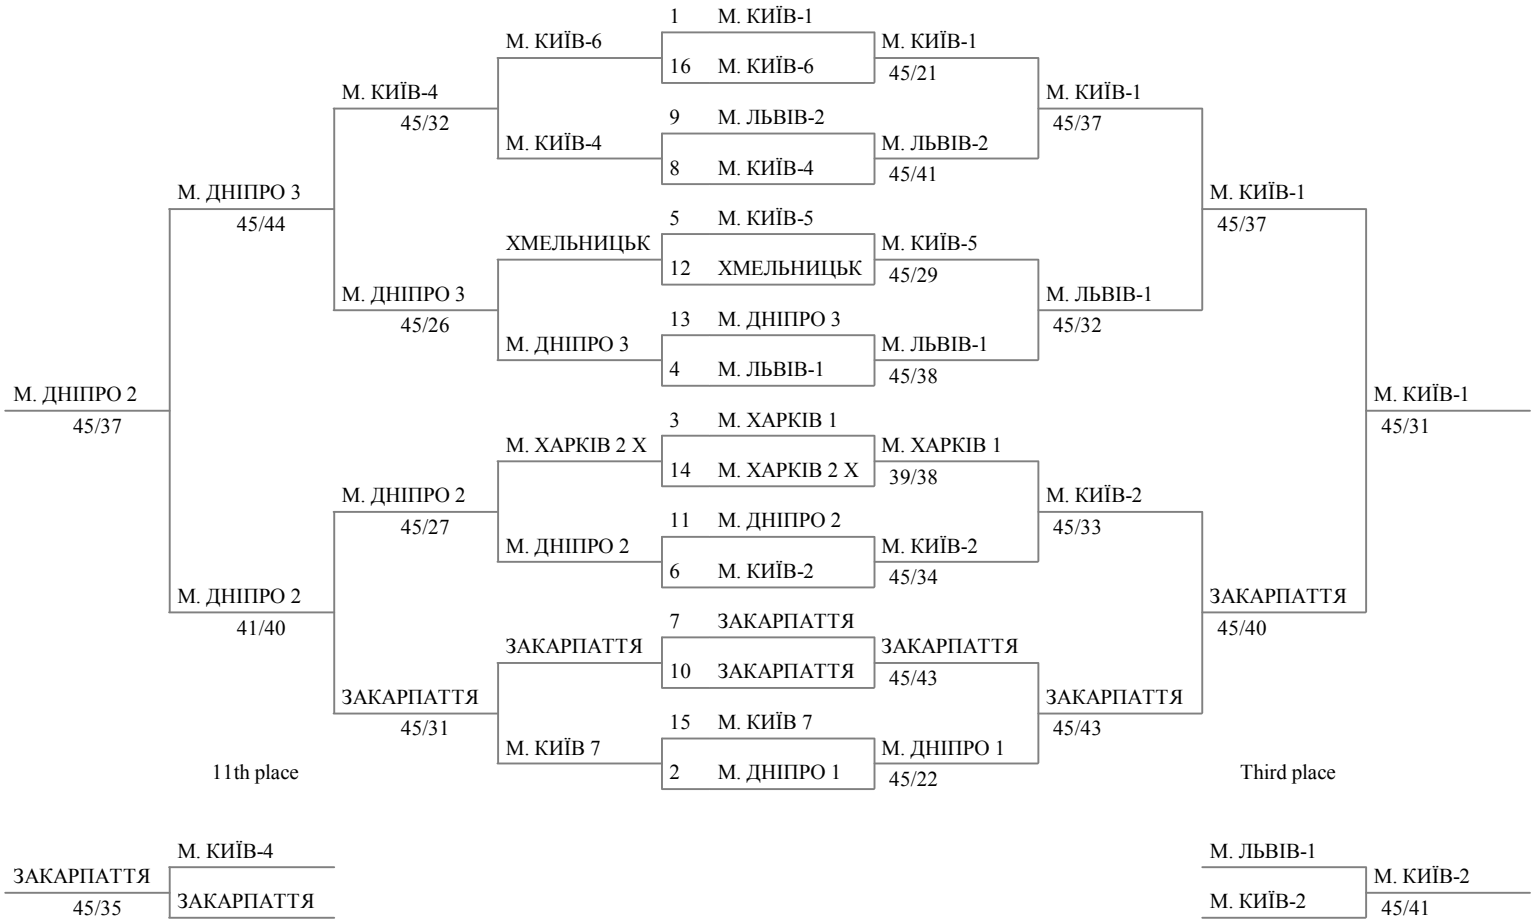 1 М. КИЇВ-1
М. КИЇВ-6 М. КИЇВ-1
16 М. КИЇВ-6 45/21
М. КИЇВ-4 М. КИЇВ-1
45/32 9 М. ЛЬВІВ-2 45/37
М. КИЇВ-4 М. ЛЬВІВ-2
8 М. КИЇВ-4 45/41
М. ДНІПРО 3 М. КИЇВ-1
45/44 5 М. КИЇВ-5 45/37
ХМЕЛЬНИЦЬК М. КИЇВ-5
12 ХМЕЛЬНИЦЬК 45/29
М. ДНІПРО 3 М. ЛЬВІВ-1
45/26 13 М. ДНІПРО 3 45/32
М. ДНІПРО 3 М. ЛЬВІВ-1
4 М. ЛЬВІВ-1 45/38
М. ДНІПРО 2 М. КИЇВ-1
45/37 3 М. ХАРКІВ 1 45/31
М. ХАРКІВ 2 Х М. ХАРКІВ 1
14 М. ХАРКІВ 2 Х 39/38
М. ДНІПРО 2 М. КИЇВ-2
45/27 11 М. ДНІПРО 2 45/33
М. ДНІПРО 2 М. КИЇВ-2
6 М. КИЇВ-2 45/34
М. ДНІПРО 2 ЗАКАРПАТТЯ
41/40 7 ЗАКАРПАТТЯ 45/40
ЗАКАРПАТТЯ ЗАКАРПАТТЯ
10 ЗАКАРПАТТЯ 45/43
ЗАКАРПАТТЯ ЗАКАРПАТТЯ
45/31 15 М. КИЇВ 7 45/43
М. КИЇВ 7 М. ДНІПРО 1
11th place 2 М. ДНІПРО 1 45/22 Third place
М. КИЇВ-4 М. ЛЬВІВ-1
ЗАКАРПАТТЯ М. КИЇВ-2
45/35 ЗАКАРПАТТЯ М. КИЇВ-2 45/41